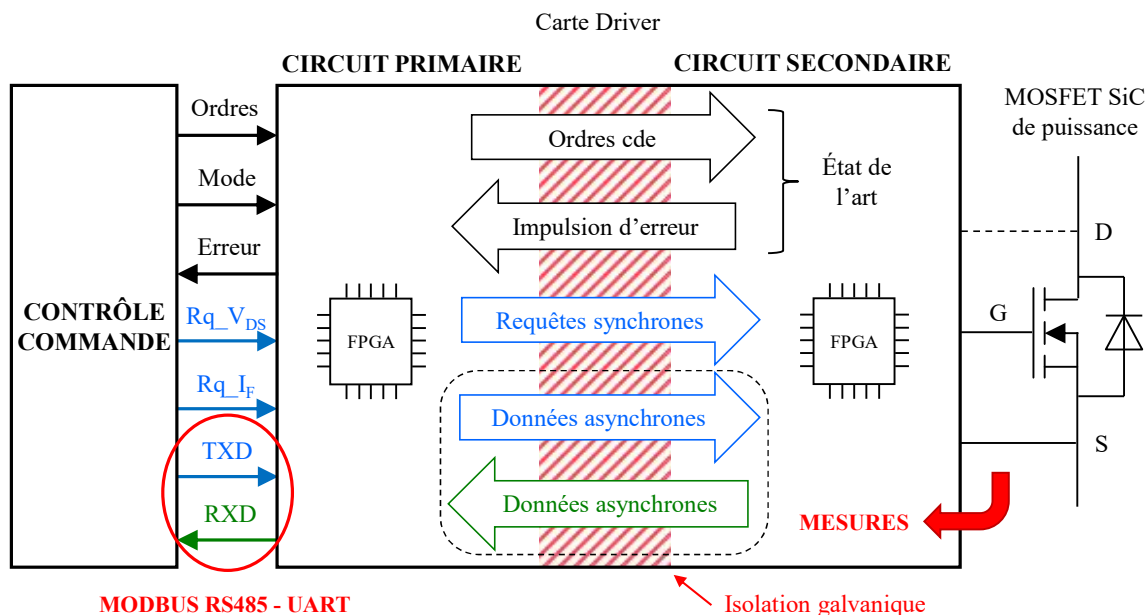 Carte Driver
CIRCUIT PRIMAIRE
CIRCUIT SECONDAIRE
MOSFET SiC
de puissance
Ordres
Mode
Erreur
CONTRÔLE
COMMANDE
Rq_V_DS
Rq_I_F
TXD
RXD
MODBUS RS485 - UART
Ordres cde
Impulsion d’erreur
État de
l’art
FPGA
Requêtes synchrones
FPGA
Données asynchrones
Données asynchrones
D
G
S
MESURES
Isolation galvanique